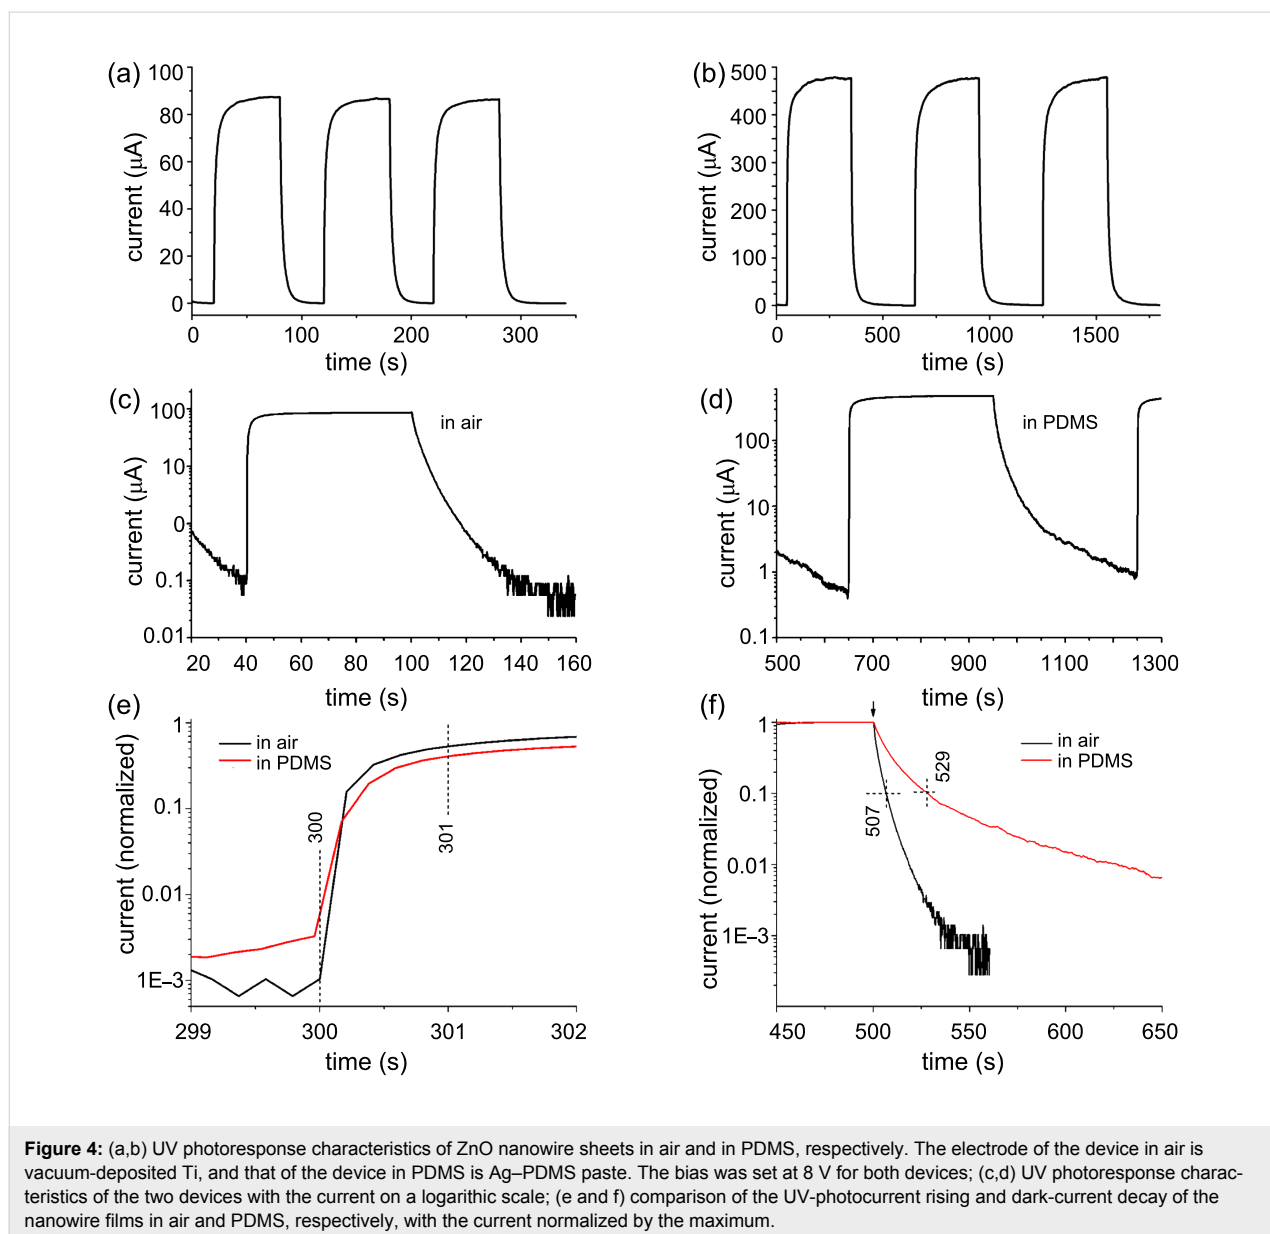 (a)
100
80
60
40
20
0
current (µA)
0 100 200 300
time (s)
(b)
500
400
300
200
100
0
current (µA)
0 500 1000 1500
time (s)
(c)
100
10
0
0.1
0.01
current (µA)
in air
20 40 60 80 100 120 140 160
time (s)
(d)
100
10
1
0.1
current (µA)
in PDMS
500 700 900 1100 1300
time (s)
(e)
1
0.1
0.01
1E–3
current (normalized)
in air
in PDMS
300
301
299 300 301 302
time (s)
(f)
1
0.1
0.01
1E–3
current (normalized)
in air
in PDMS
507
529
450 500 550 600 650
time (s)
Figure 4: (a,b) UV photoresponse characteristics of ZnO nanowire sheets in air and in PDMS, respectively. The electrode of the device in air is
vacuum-deposited Ti, and that of the device in PDMS is Ag–PDMS paste. The bias was set at 8 V for both devices; (c,d) UV photoresponse charac-
teristics of the two devices with the current on a logarithic scale; (e and f) comparison of the UV-photocurrent rising and dark-current decay of the
nanowire films in air and PDMS, respectively, with the current normalized by the maximum.